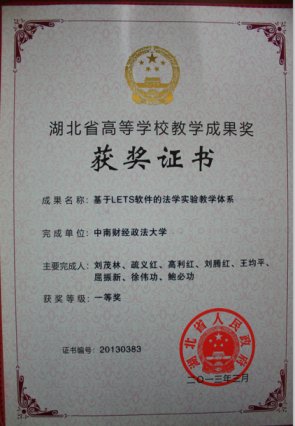 湖北省高等学校教学成果奖
获奖证书
成果名称：基于LETS软件的法学实验教学体系
完成单位：中南财经政法大学
主要完成人：刘茂林、疏义红、高利红、刘腾红、王均平、
屈振新、徐伟功、鲍必功
获奖等级：一等奖
湖北省人民政府
证书编号：20130383
二〇一三年三月